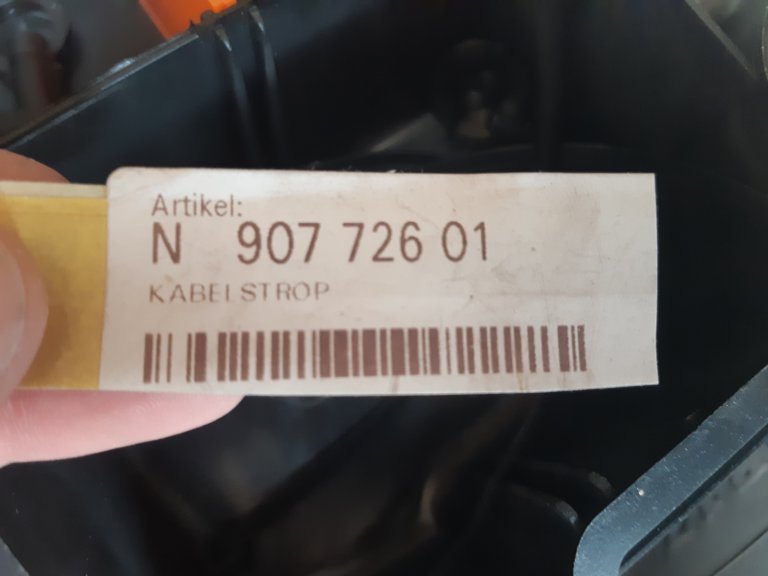 Artikel:
N 907 726 01
KABELSTROP